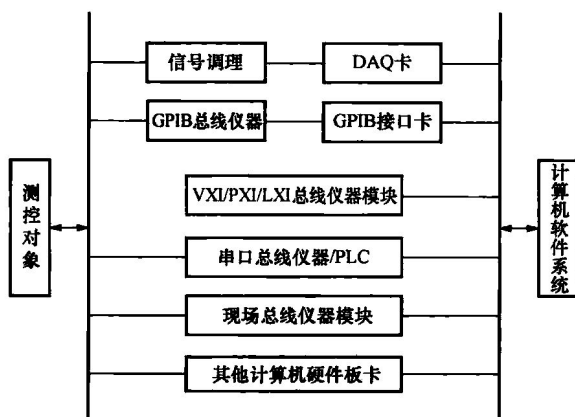 信号调理
DAQ卡
GPIB总线仪器
GPIB接口卡
测控对象
VXI/PXI/LXI总线仪器模块
计算机软件系统
串口总线仪器/PLC
现场总线仪器模块
其他计算机硬件板卡